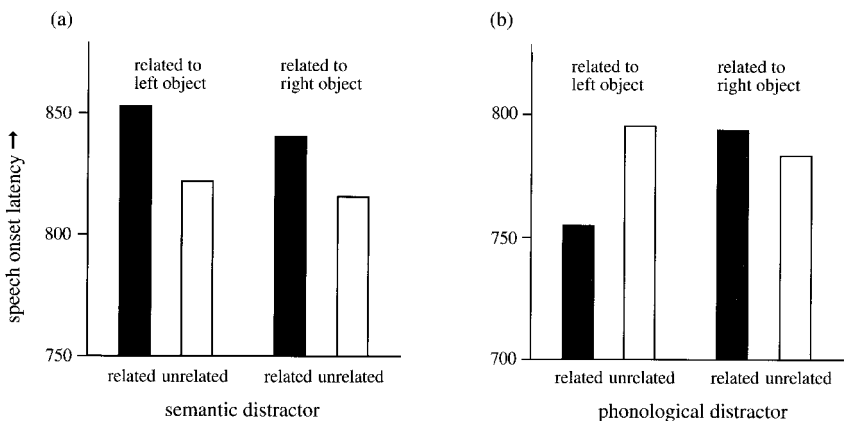 (a)
speech onset latency →
850
800
750
related to
left object
related to
right object
related unrelated
related unrelated
semantic distractor
(b)
800
750
700
related to
left object
related to
right object
related unrelated
related unrelated
phonological distractor